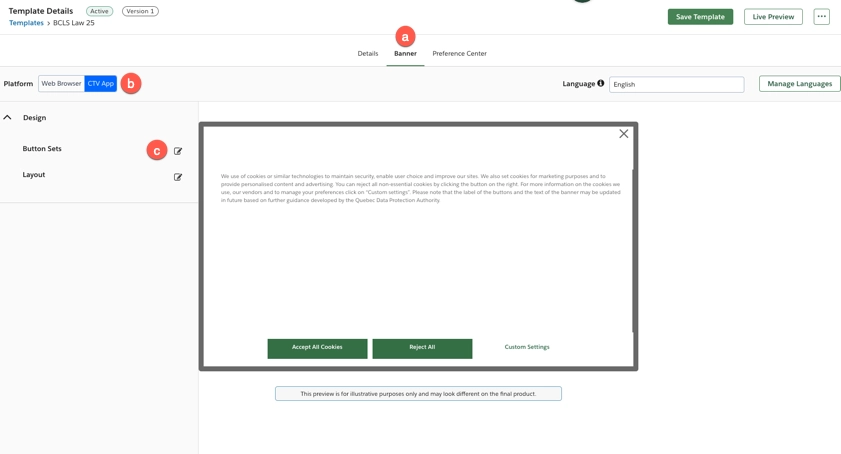 Template Details Active Version 1
Templates > BCLS Law 25
Save Template Live Preview ...
a
Details Banner Preference Center
Platform Web Browser CTV App b
Language English Manage Languages
Design
Button Sets c
Layout
We use of cookies or similar technologies to maintain security, enable user choice and improve our sites. We also set cookies for marketing purposes and to
provide personalised content and advertising. You can reject all non-essential cookies by clicking the button on the right. For more information on the cookies we
use, our vendors and to manage your preferences click on "Custom settings". Please note that the label of the buttons and the text of the banner may be updated
in future based on further guidance developed by the Quebec Data Protection Authority.
Accept All Cookies Reject All Custom Settings
This preview is for illustrative purposes only and may look different on the final product.